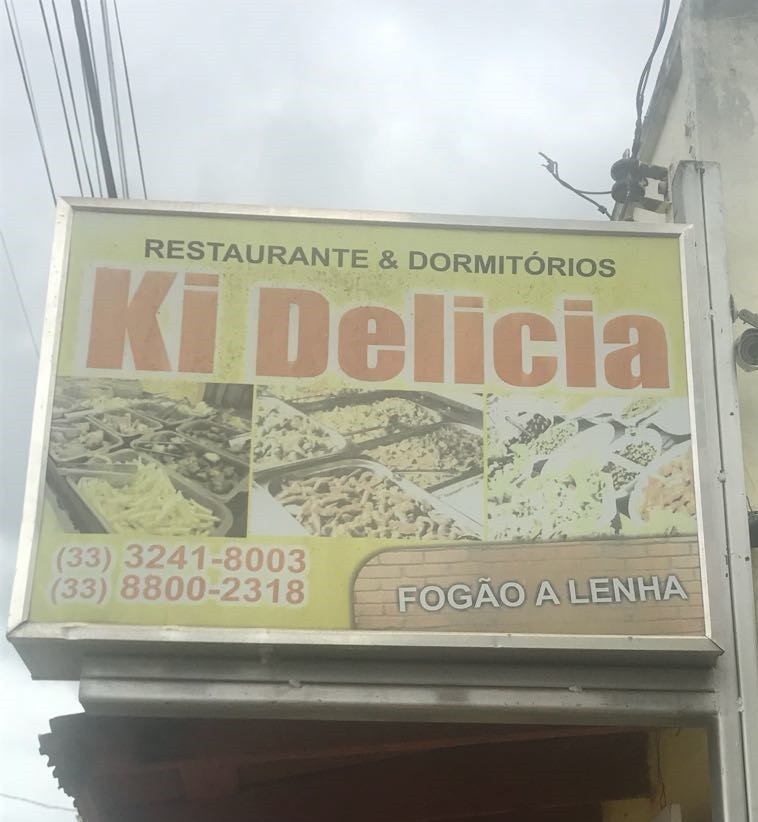 RESTAURANTE & DORMITÓRIOS
Ki Delicia
(33) 3241-8003
(33) 8800-2318
FOGÃO A LENHA